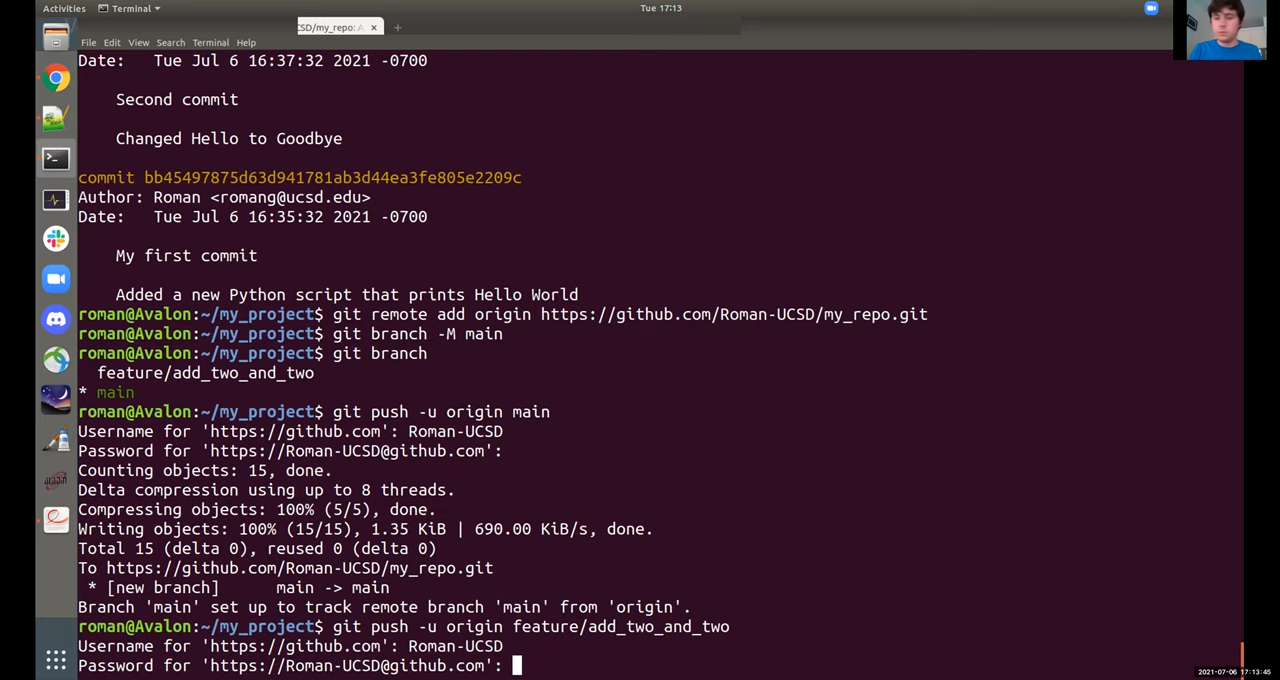 Activities Terminal Tue 17:13
CSD/my_repo:
File Edit View Search Terminal Help
Date:   Tue Jul 6 16:37:32 2021 -0700
Second commit
Changed Hello to Goodbye
commit bb45497875d63d941781ab3d44ea3fe805e2209c
Author: Roman <romang@ucsd.edu>
Date:   Tue Jul 6 16:35:32 2021 -0700
My first commit
Added a new Python script that prints Hello World
roman@Avalon:~/my_project$ git remote add origin https://github.com/Roman-UCSD/my_repo.git
roman@Avalon:~/my_project$ git branch -M main
roman@Avalon:~/my_project$ git branch
feature/add_two_and_two
* main
roman@Avalon:~/my_project$ git push -u origin main
Username for 'https://github.com': Roman-UCSD
Password for 'https://Roman-UCSD@github.com':
Counting objects: 15, done.
Delta compression using up to 8 threads.
Compressing objects: 100% (5/5), done.
Writing objects: 100% (15/15), 1.35 KiB | 690.00 KiB/s, done.
Total 15 (delta 0), reused 0 (delta 0)
To https://github.com/Roman-UCSD/my_repo.git
* [new branch]      main -> main
Branch 'main' set up to track remote branch 'main' from 'origin'.
roman@Avalon:~/my_project$ git push -u origin feature/add_two_and_two
Username for 'https://github.com': Roman-UCSD
Password for 'https://Roman-UCSD@github.com':
2021-07-06 17:13:45